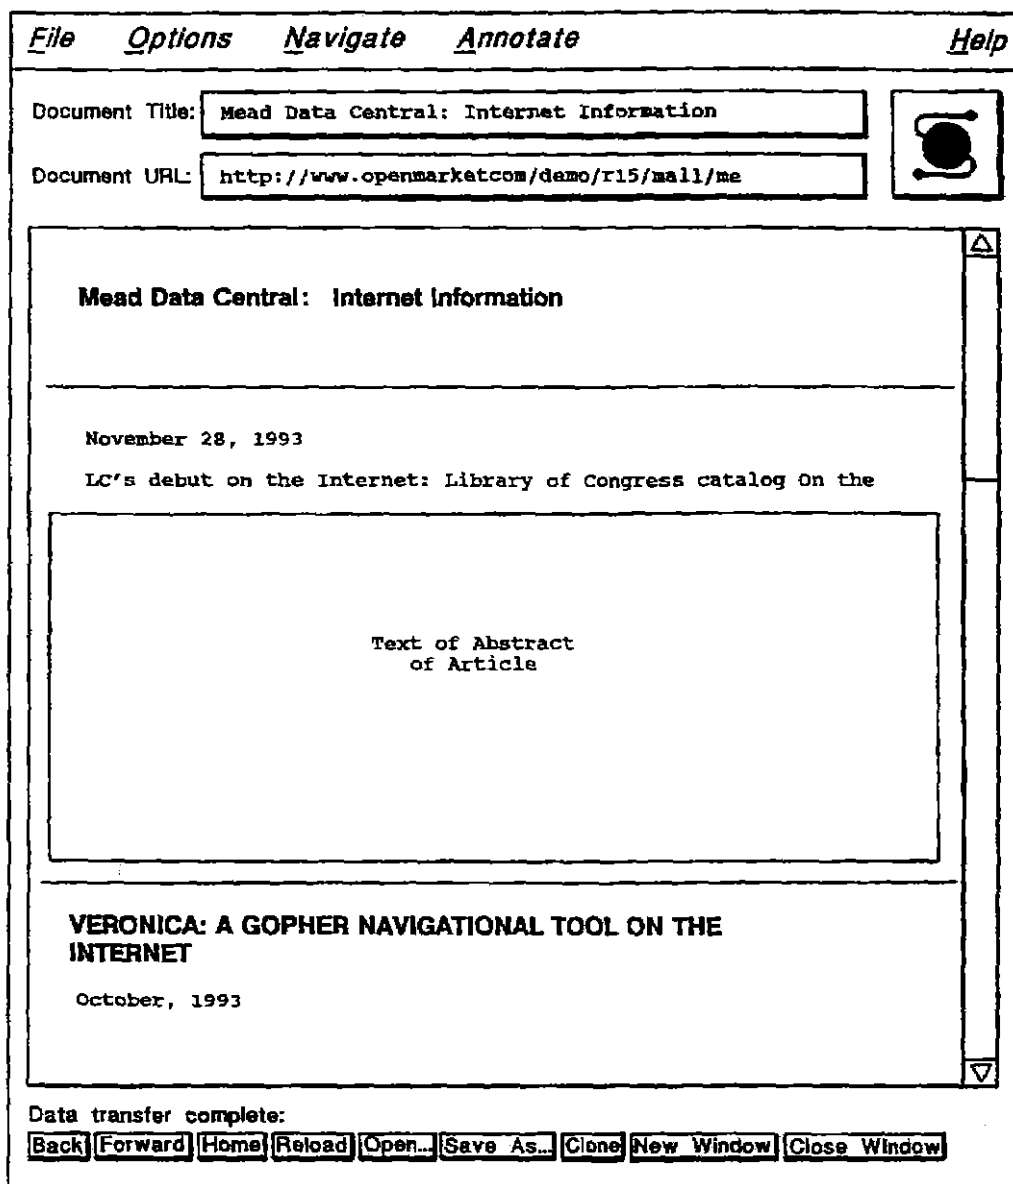 File Options Navigate Annotate Help
Document Title: Mead Data Central: Internet Information
Document URL: http://www.openmarketcom/demo/r15/mall/me
Mead Data Central: Internet Information
November 28, 1993
LC's debut on the Internet: Library of Congress catalog On the
Text of Abstract
of Article
VERONICA: A GOPHER NAVIGATIONAL TOOL ON THE
INTERNET
October, 1993
Data transfer complete:
Back Forward Home Reload Open... Save As... Clone New Window Close Window